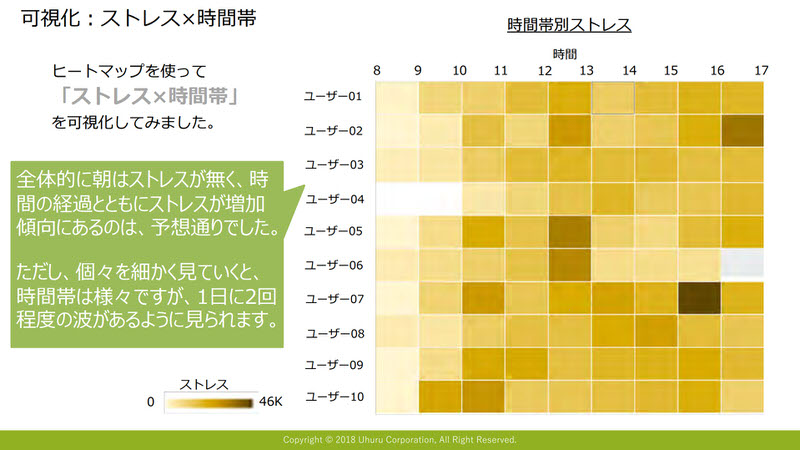 可視化：ストレス×時間帯
ヒートマップを使って
「ストレス×時間帯」
を可視化してみました。
全体的に朝はストレスが無く、時
間の経過とともにストレスが増加
傾向にあるのは、予想通りでした。
ただし、個々を細かく見ていくと、
時間帯は様々ですが、1日に2回
程度の波があるように見られます。
ストレス
0 46K
時間帯別ストレス
時間
8 9 10 11 12 13 14 15 16 17
ユーザー01
ユーザー02
ユーザー03
ユーザー04
ユーザー05
ユーザー06
ユーザー07
ユーザー08
ユーザー09
ユーザー10
Copyright © 2018 Uhuru Corporation, All Right Reserved.